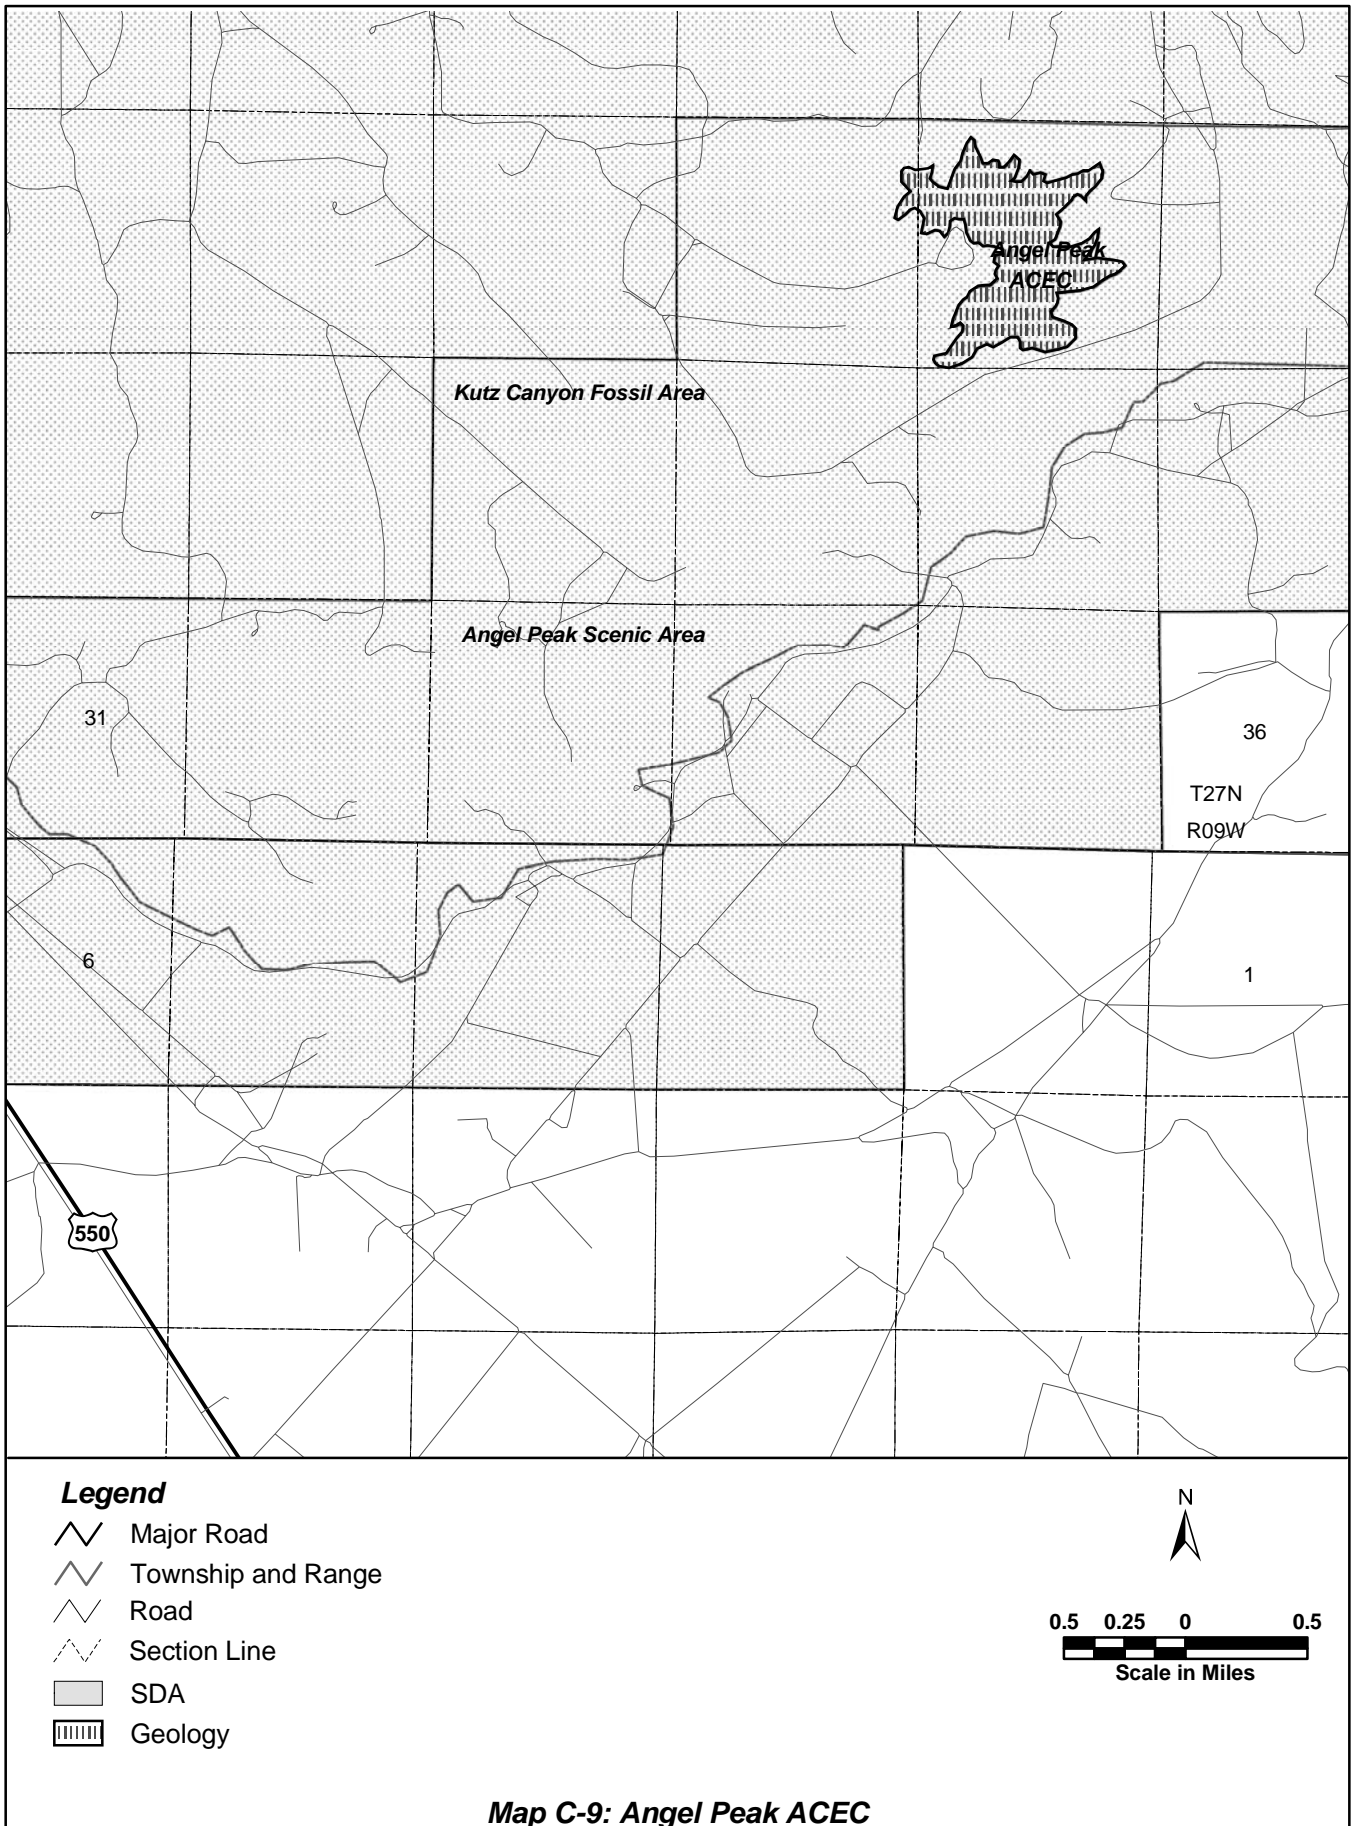 Angel Peak
ACEC
Kutz Canyon Fossil Area
Angel Peak Scenic Area
31
36
T27N
R09W
6
1
550
Legend
Major Road
Township and Range
Road
Section Line
SDA
Geology
N
0.5 0.25 0 0.5
Scale in Miles
Map C-9: Angel Peak ACEC